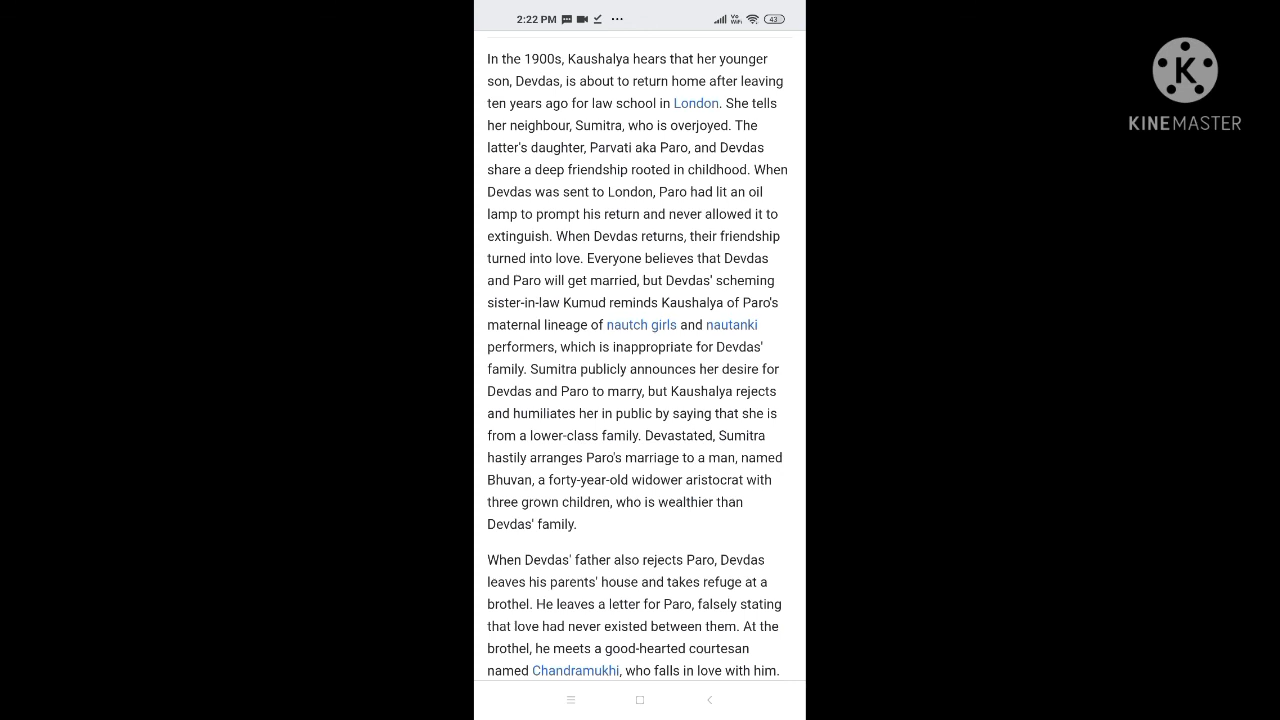 2:22 PM ...
Vo WiFi 43
In the 1900s, Kaushalya hears that her younger
son, Devdas, is about to return home after leaving
ten years ago for law school in London. She tells
her neighbour, Sumitra, who is overjoyed. The
latter's daughter, Parvati aka Paro, and Devdas
share a deep friendship rooted in childhood. When
Devdas was sent to London, Paro had lit an oil
lamp to prompt his return and never allowed it to
extinguish. When Devdas returns, their friendship
turned into love. Everyone believes that Devdas
and Paro will get married, but Devdas' scheming
sister-in-law Kumud reminds Kaushalya of Paro's
maternal lineage of nautch girls and nautanki
performers, which is inappropriate for Devdas'
family. Sumitra publicly announces her desire for
Devdas and Paro to marry, but Kaushalya rejects
and humiliates her in public by saying that she is
from a lower-class family. Devastated, Sumitra
hastily arranges Paro's marriage to a man, named
Bhuvan, a forty-year-old widower aristocrat with
three grown children, who is wealthier than
Devdas' family.
When Devdas' father also rejects Paro, Devdas
leaves his parents' house and takes refuge at a
brothel. He leaves a letter for Paro, falsely stating
that love had never existed between them. At the
brothel, he meets a good-hearted courtesan
named Chandramukhi, who falls in love with him.
K
KINEMASTER